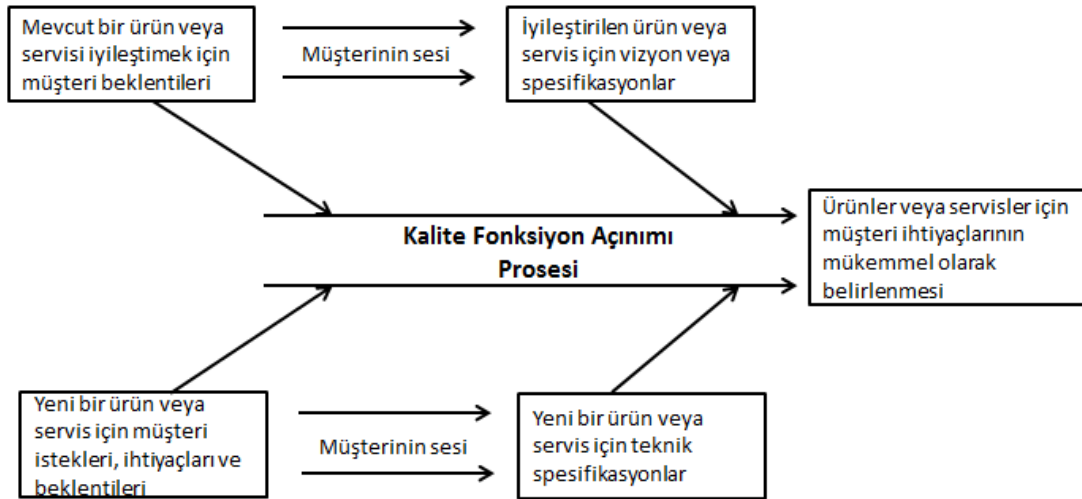 Mevcut bir ürün veya
servisi iyileştimek için
müşteri beklentileri
Müşterinin sesi
İyileştirilen ürün veya
servis için vizyon veya
spesifikasyonlar
Kalite Fonksiyon Açınımı
Prosesi
Ürünler veya servisler için
müşteri ihtiyaçlarının
mükemmel olarak
belirlenmesi
Yeni bir ürün veya
servis için müşteri
istekleri, ihtiyaçları ve
beklentileri
Müşterinin sesi
Yeni bir ürün veya
servis için teknik
spesifikasyonlar